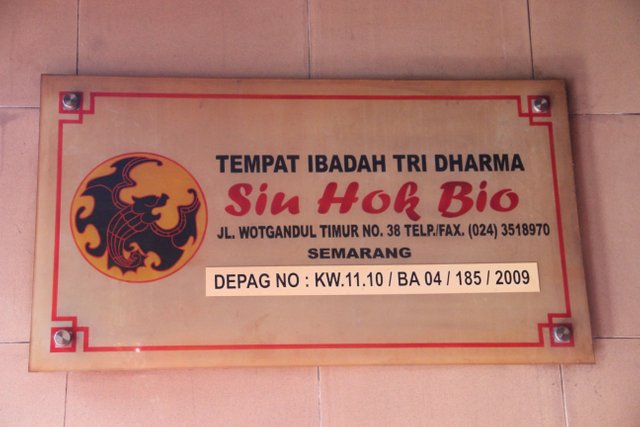 TEMPAT IBADAH TRI DHARMA
Sin Hok Bio
JL. WOTGANDUL TIMUR NO. 38 TELP./FAX. (024) 3518970
SEMARANG
DEPAG NO : KW.11.10 / BA 04 / 185 / 2009